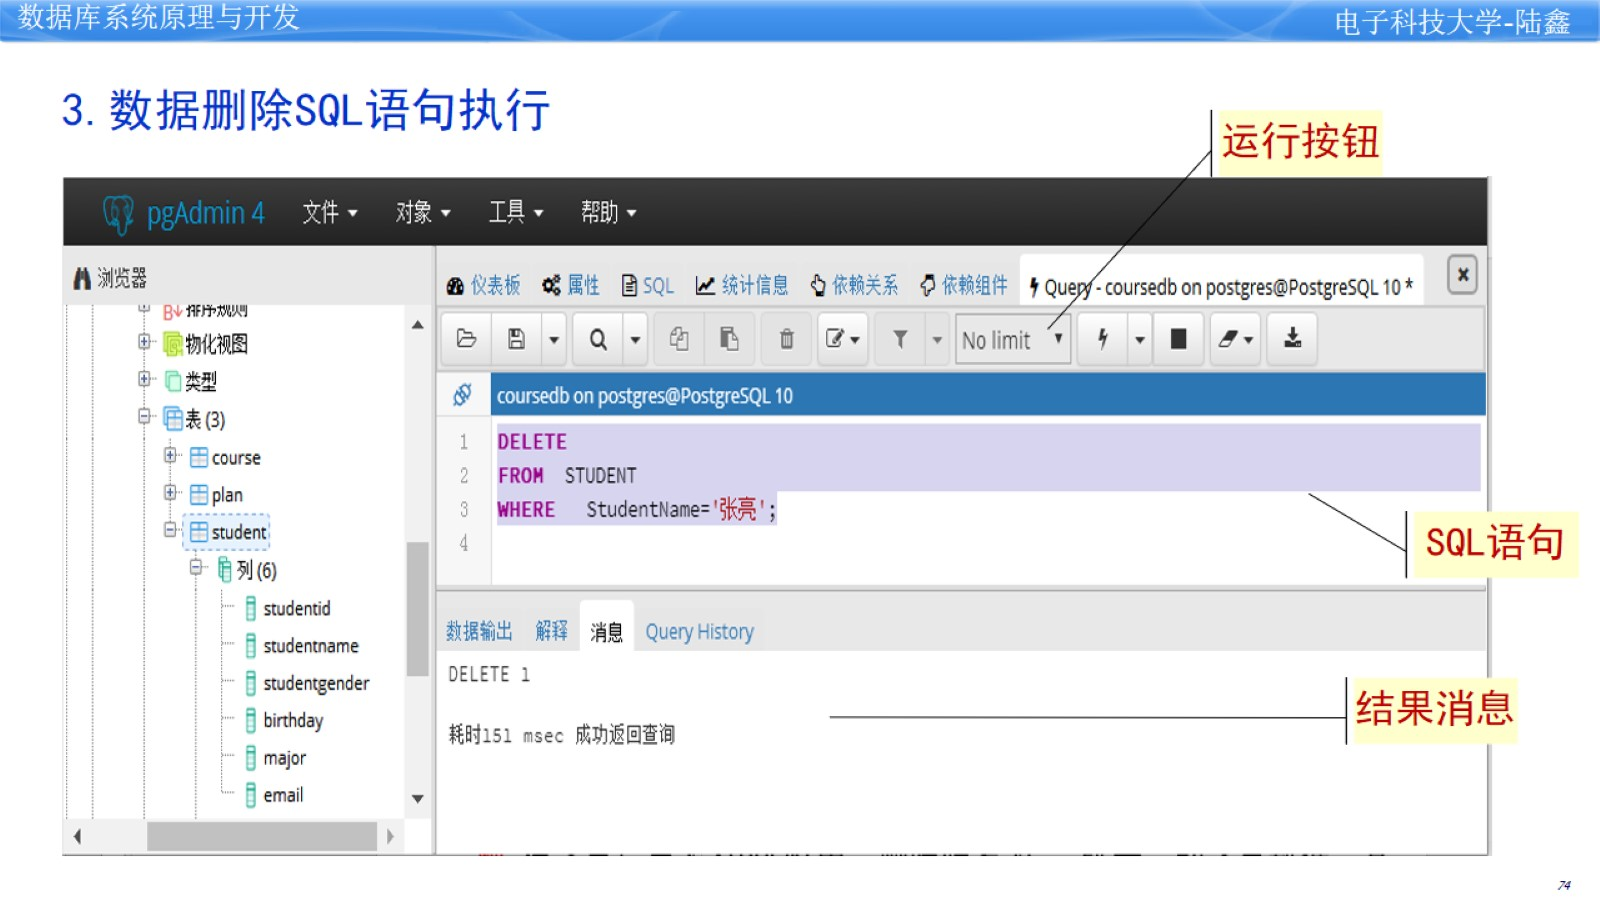 数据库系统原理与开发
电子科技大学-陆鑫
3. 数据删除SQL语句执行
运行按钮
pgAdmin 4 文件 对象 工具 帮助
浏览器
仪表板 属性 SQL 统计信息 依赖关系 依赖组件 Query - coursedb on postgres@PostgreSQL 10 *
No limit
排序规则
物化视图
类型
表 (3)
course
plan
student
列 (6)
studentid
studentname
studentgender
birthday
major
email
coursedb on postgres@PostgreSQL 10
1 DELETE
2 FROM STUDENT
3 WHERE StudentName='张亮';
4
SQL语句
数据输出 解释 消息 Query History
DELETE 1
耗时151 msec 成功返回查询
结果消息
74